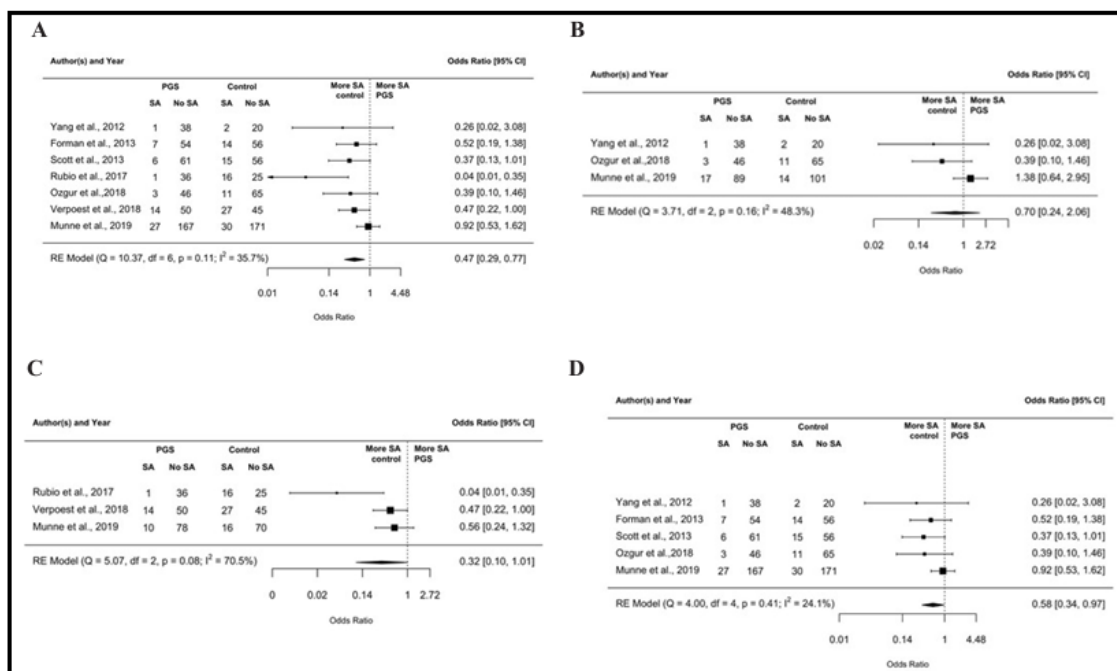 A
Author(s) and Year Odds Ratio [95% CI]
PGS Control More SA control More SA PGS
SA No SA SA No SA
Yang et al., 2012 1 38 2 20 0.26 [0.02, 3.08]
Forman et al., 2013 7 54 14 56 0.52 [0.19, 1.38]
Scott et al., 2013 6 61 15 56 0.37 [0.13, 1.01]
Rubio et al., 2017 1 36 16 25 0.04 [0.01, 0.35]
Ozgur et al.,2018 3 46 11 65 0.39 [0.10, 1.46]
Verpoest et al., 2018 14 50 27 45 0.47 [0.22, 1.00]
Munne et al., 2019 27 167 30 171 0.92 [0.53, 1.62]
RE Model (Q = 10.37, df = 6, p = 0.11; I² = 35.7%) 0.47 [0.29, 0.77]
0.01 0.14 1 4.48
Odds Ratio
B
Author(s) and Year Odds Ratio [95% CI]
PGS Control More SA control More SA PGS
SA No SA SA No SA
Yang et al., 2012 1 38 2 20 0.26 [0.02, 3.08]
Ozgur et al.,2018 3 46 11 65 0.39 [0.10, 1.46]
Munne et al., 2019 17 89 14 101 1.38 [0.64, 2.95]
RE Model (Q = 3.71, df = 2, p = 0.16; I² = 48.3%) 0.70 [0.24, 2.06]
0.02 0.14 1 2.72
Odds Ratio
C
Author(s) and Year Odds Ratio [95% CI]
PGS Control More SA control More SA PGS
SA No SA SA No SA
Rubio et al., 2017 1 36 16 25 0.04 [0.01, 0.35]
Verpoest et al., 2018 14 50 27 45 0.47 [0.22, 1.00]
Munne et al., 2019 10 78 16 70 0.56 [0.24, 1.32]
RE Model (Q = 5.07, df = 2, p = 0.08; I² = 70.5%) 0.32 [0.10, 1.01]
0 0.02 0.14 1 2.72
Odds Ratio
D
Author(s) and Year Odds Ratio [95% CI]
PGS Control More SA control More SA PGS
SA No SA SA No SA
Yang et al., 2012 1 38 2 20 0.26 [0.02, 3.08]
Forman et al., 2013 7 54 14 56 0.52 [0.19, 1.38]
Scott et al., 2013 6 61 15 56 0.37 [0.13, 1.01]
Ozgur et al.,2018 3 46 11 65 0.39 [0.10, 1.46]
Munne et al., 2019 27 167 30 171 0.92 [0.53, 1.62]
RE Model (Q = 4.00, df = 4, p = 0.41; I² = 24.1%) 0.58 [0.34, 0.97]
0.01 0.14 1 4.48
Odds Ratio